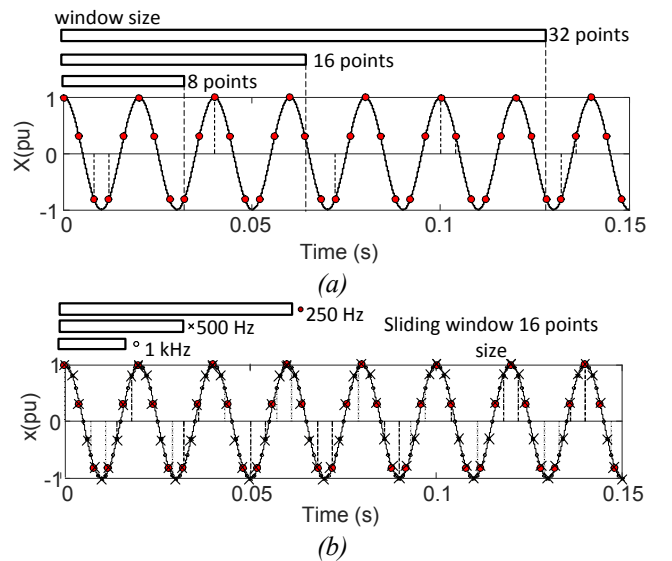 window size
32 points
16 points
8 points
1
0
-1
X(pu)
0 0.05 0.1 0.15
Time (s)
(a)
250 Hz
×500 Hz
1 kHz
Sliding window 16 points
size
1
0
-1
x(pu)
0 0.05 0.1 0.15
Time (s)
(b)